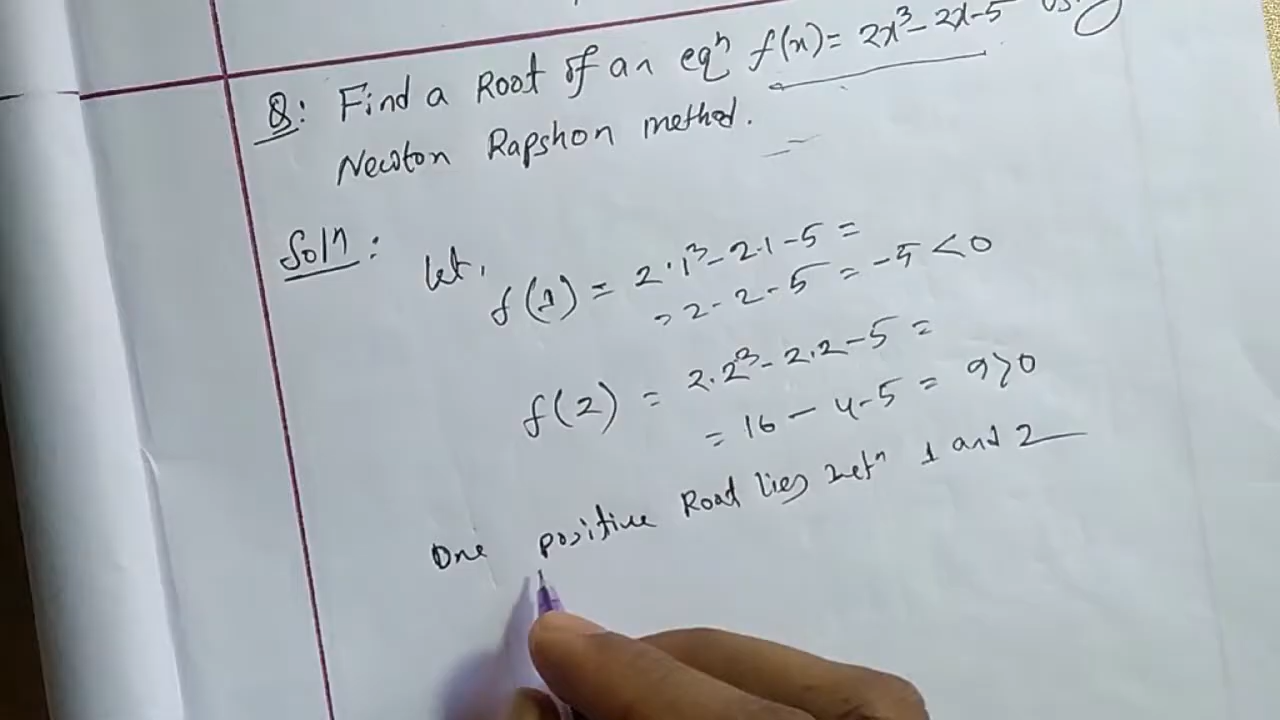 Q: Find a Root of an eqⁿ f(x) = 2x³ - 2x - 5
Newton Rapshon method.
Solⁿ: Let,
f(1) = 2·1³ - 2·1 - 5 =
= 2 - 2 - 5 = -5 < 0
f(2) = 2·2³ - 2·2 - 5 =
= 16 - 4 - 5 = 9 > 0
One positive Road lies betⁿ 1 and 2